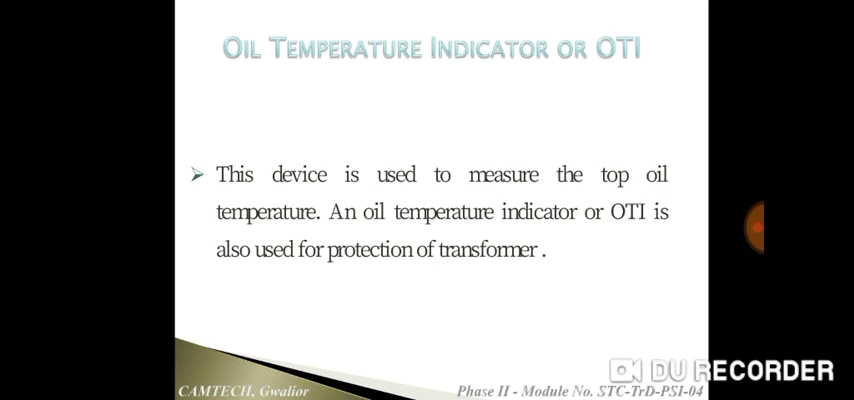 OIL TEMPERATURE INDICATOR OR OTI
This device is used to measure the top oil
temperature. An oil temperature indicator or OTI is
also used for protection of transformer .
DU RECORDER
CAMTECH, Gwalior
Phase II - Module No. STC-TrD-PSI-04